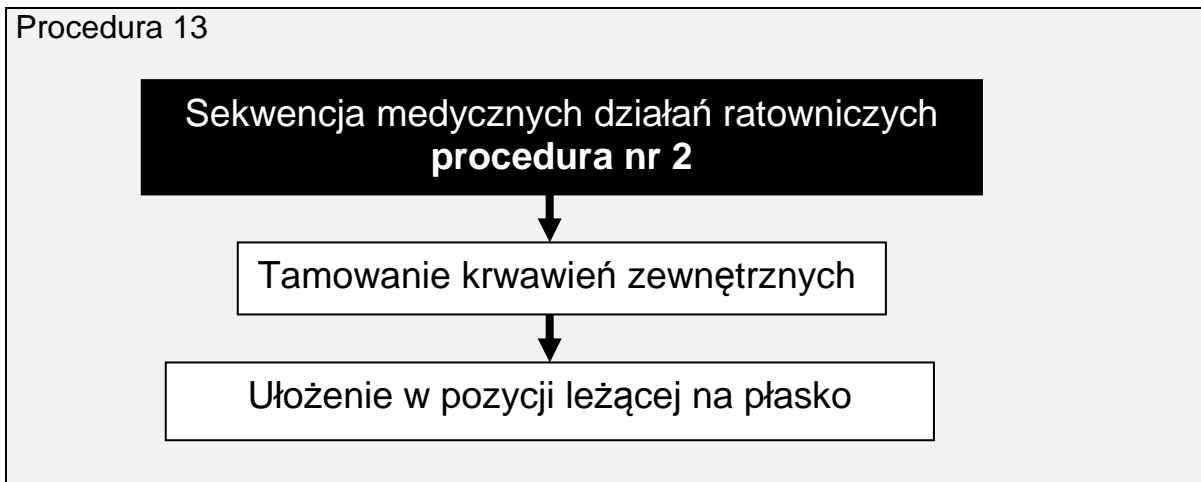 Procedura 13
Sekwencja medycznych działań ratowniczych
procedura nr 2
Tamowanie krwawień zewnętrznych
Ułożenie w pozycji leżącej na płasko